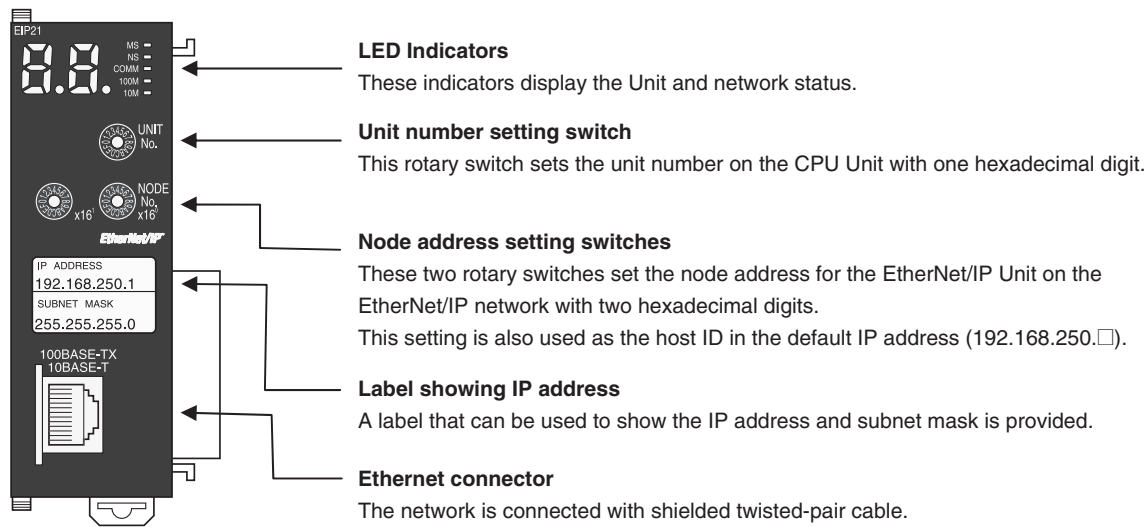 EIP21
8.8.
MS
NS
COMM
100M
10M
UNIT
No.
NODE
No.
x16¹
x16⁰
EtherNet/IP
IP ADDRESS
192.168.250.1
SUBNET MASK
255.255.255.0
100BASE-TX
10BASE-T
LED Indicators
These indicators display the Unit and network status.
Unit number setting switch
This rotary switch sets the unit number on the CPU Unit with one hexadecimal digit.
Node address setting switches
These two rotary switches set the node address for the EtherNet/IP Unit on the
EtherNet/IP network with two hexadecimal digits.
This setting is also used as the host ID in the default IP address (192.168.250.□).
Label showing IP address
A label that can be used to show the IP address and subnet mask is provided.
Ethernet connector
The network is connected with shielded twisted-pair cable.